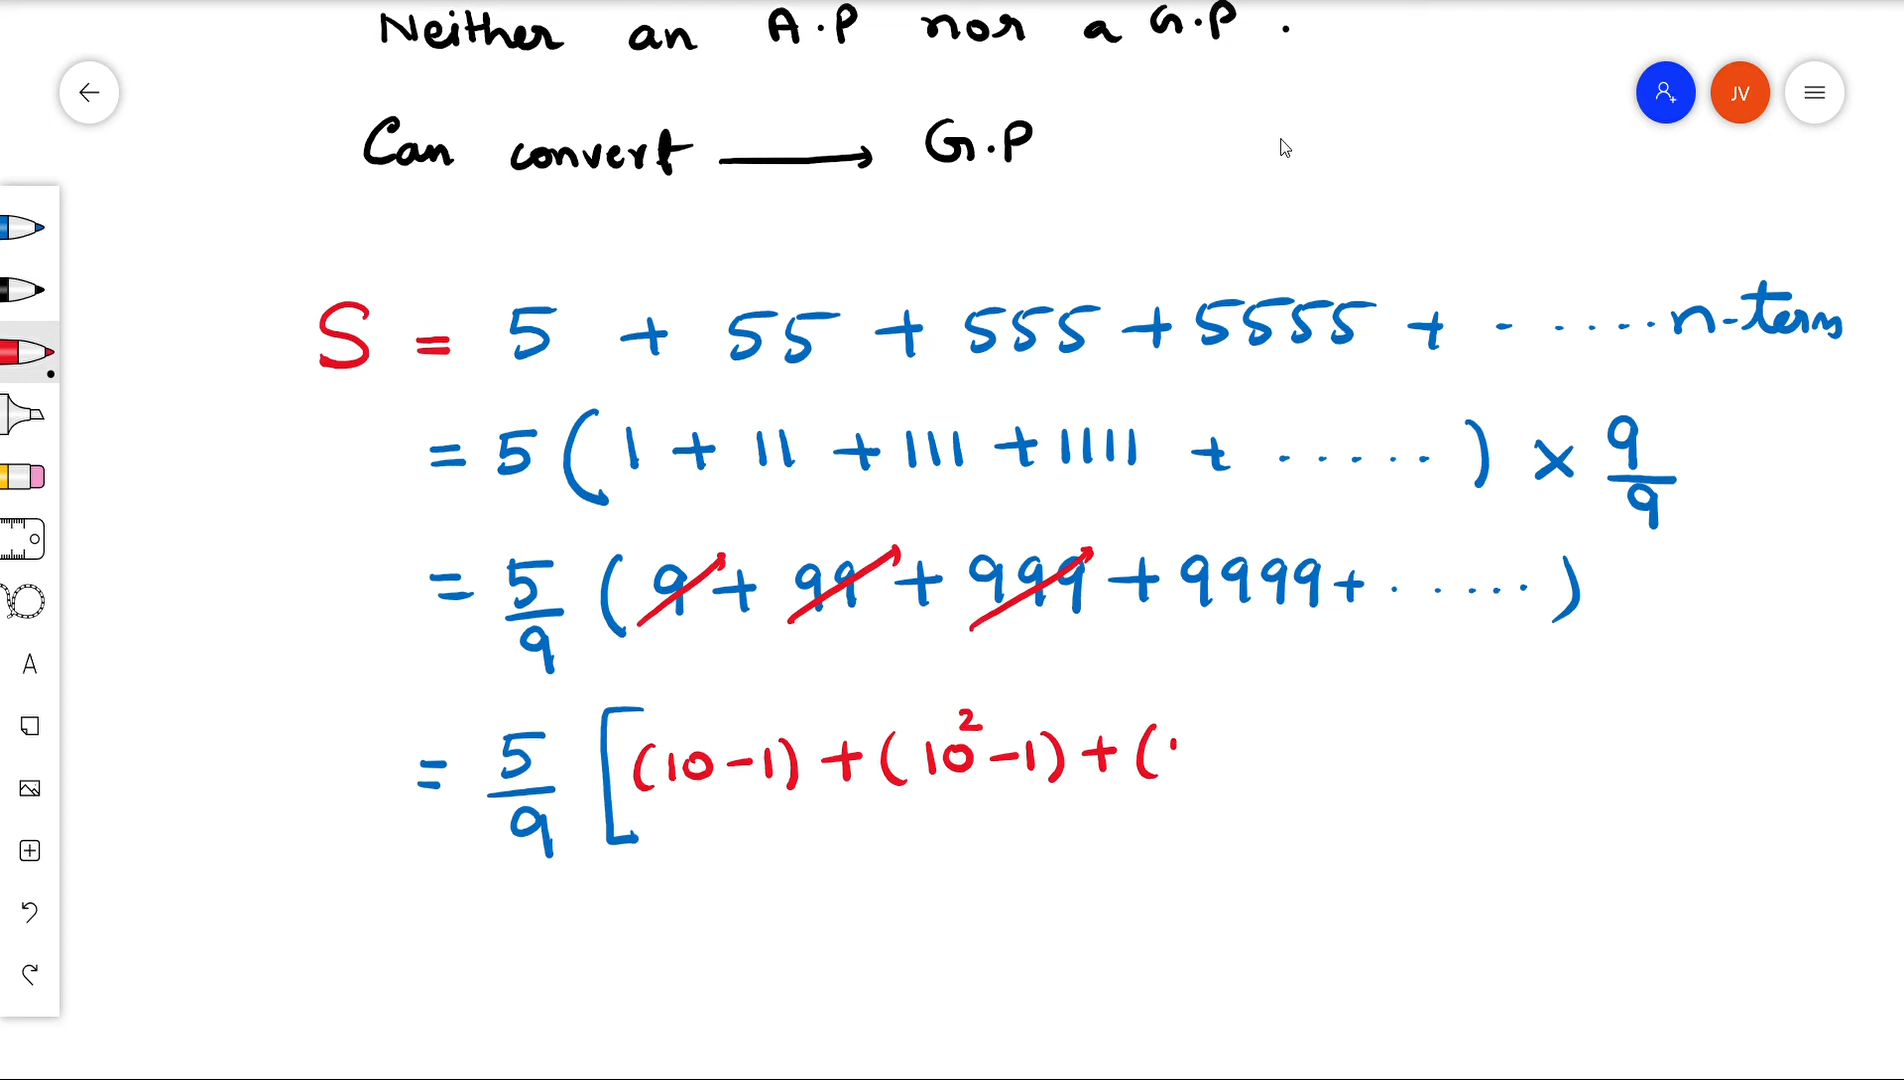 Neither an A.P nor a G.P .
JV
Can convert ⟶ G.P
S = 5 + 55 + 555 + 5555 + - ..... n-term
= 5 ( 1 + 11 + 111 + 1111 + ...... ) × 9/9
= 5/9 ( 9 + 99 + 999 + 9999 + ...... )
= 5/9 [ (10-1) + (10²-1) + (
A